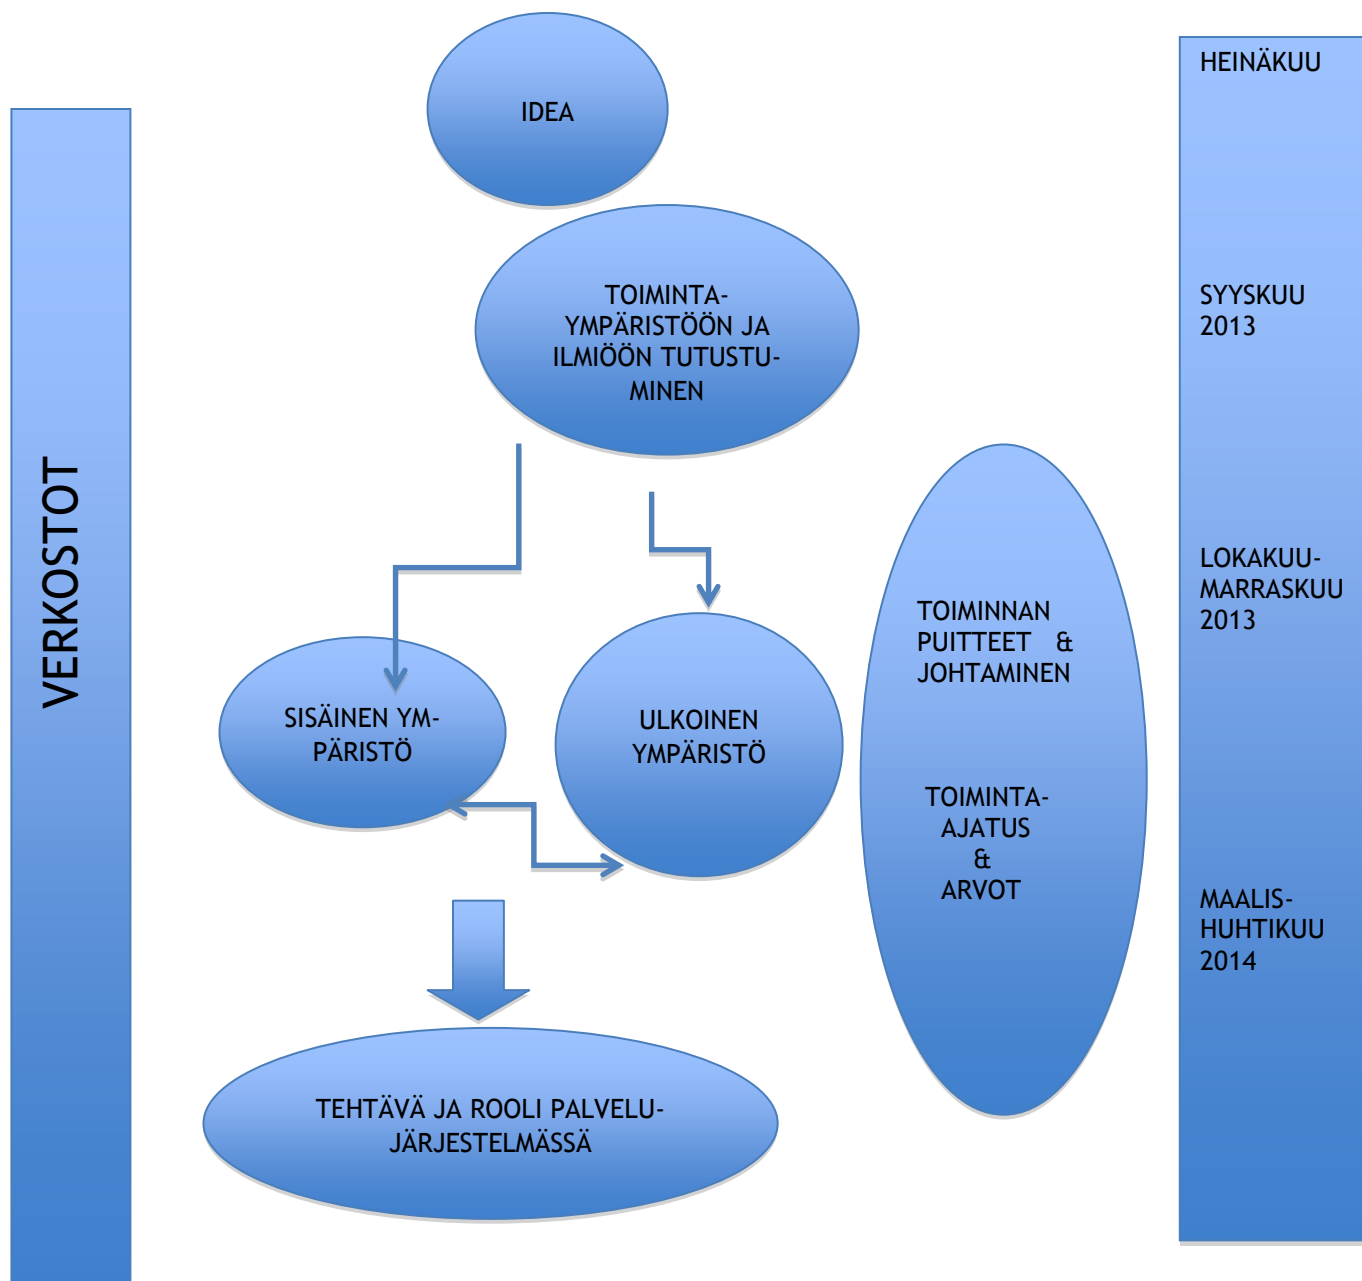 IDEA
TOIMINTA-
YMPÄRISTÖÖN JA
ILMIÖÖN TUTUSTU-
MINEN
VERKOSTOT
SISÄINEN YM-
PÄRISTÖ
ULKOINEN
YMPÄRISTÖ
TOIMINNAN
PUITTEET &
JOHTAMINEN
TOIMINTA-
AJATUS
&
ARVOT
TEHTÄVÄ JA ROOLI PALVELU-
JÄRJESTELMÄSSÄ
HEINÄKUU
SYYSKUU
2013
LOKAKUU-
MARRASKUU
2013
MAALIS-
HUHTIKUU
2014